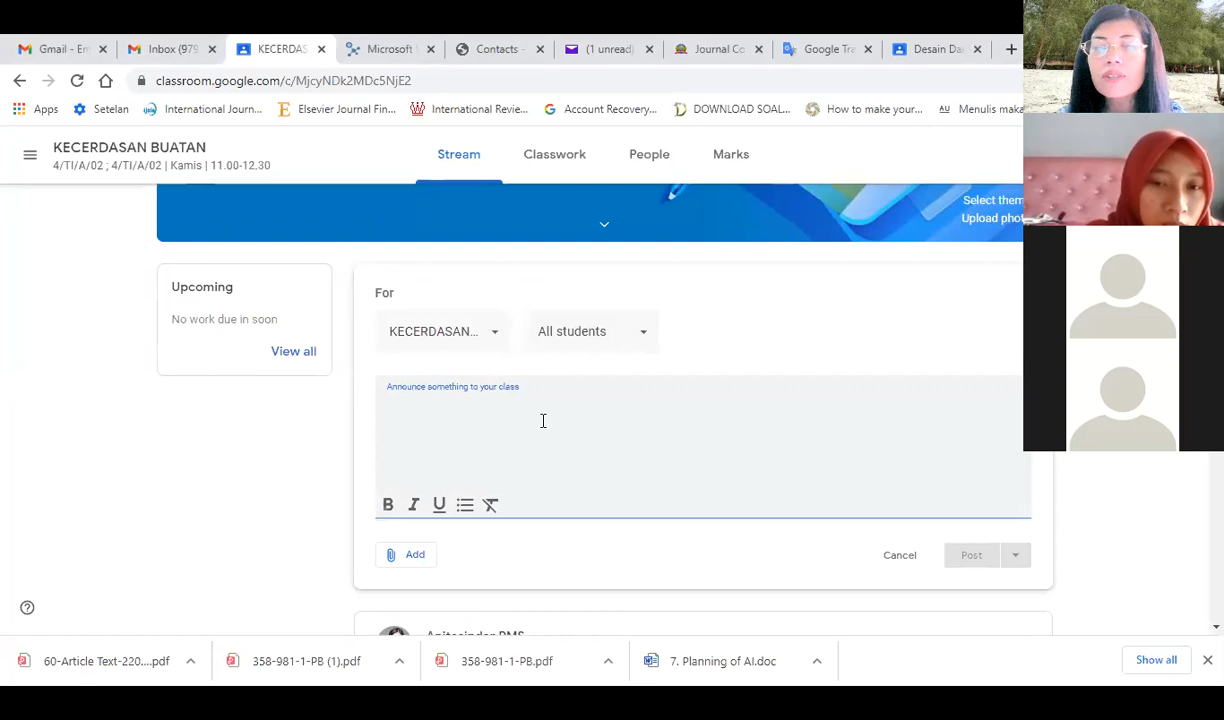 Gmail - Em
Inbox (979
KECERDAS
Microsoft
Contacts -
(1 unread)
Journal Co
Google Tra
Desain Da
classroom.google.com/c/MjcyNDk2MDc5NjE2
Apps
Setelan
International Journ...
Elsevier Journal Fin...
International Revie...
Account Recovery...
DOWNLOAD SOAL...
How to make your...
AU Menulis maka
KECERDASAN BUATAN
4/TI/A/02 ; 4/TI/A/02 | Kamis | 11.00-12.30
Stream
Classwork
People
Marks
Select them
Upload phot
Upcoming
No work due in soon
View all
For
KECERDASAN...
All students
Announce something to your class
B I U
Add
Cancel
Post
60-Article Text-220....pdf
358-981-1-PB (1).pdf
358-981-1-PB.pdf
7. Planning of AI.doc
Show all